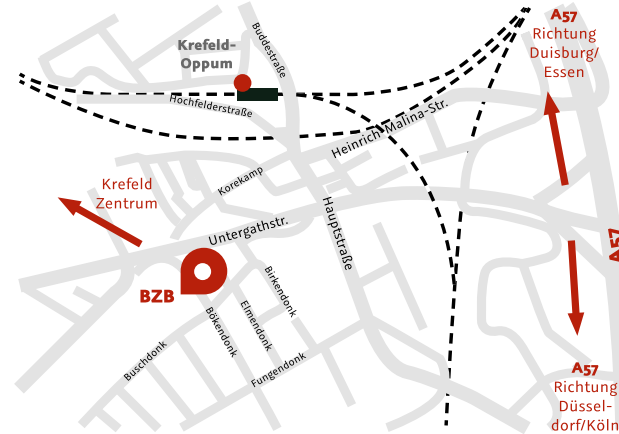 A57
Richtung
Duisburg/
Essen
Krefeld-
Oppum
Buddestraße
Hochfelderstraße
Heinrich-Malina-Str.
Korekamp
Krefeld
Zentrum
Untergathstr.
Hauptstraße
A57
BZB
Birkendonk
Elmendonk
Bökendonk
Buschdonk
Fungendonk
A57
Richtung
Düssel-
dorf/Köln